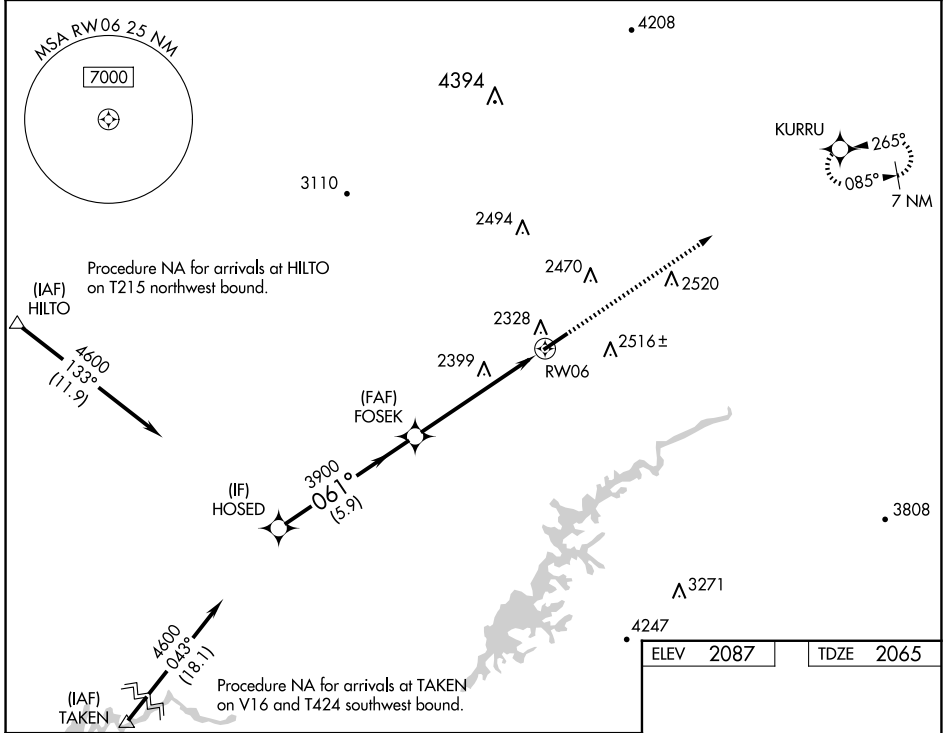 MSA RW06 25 NM
7000
4208
4394
KURRU
265°
085°
7 NM
3110
2494
Procedure NA for arrivals at HILTO
on T215 northwest bound.
(IAF)
HILTO
4600
133°
(11.9)
2470
2520
2328
2516±
2399
RW06
(FAF)
FOSEK
3900
061°
(5.9)
(IF)
HOSED
3808
3271
4247
4600
043°
(18.1)
(IAF)
TAKEN
Procedure NA for arrivals at TAKEN
on V16 and T424 southwest bound.
ELEV 2087
TDZE 2065